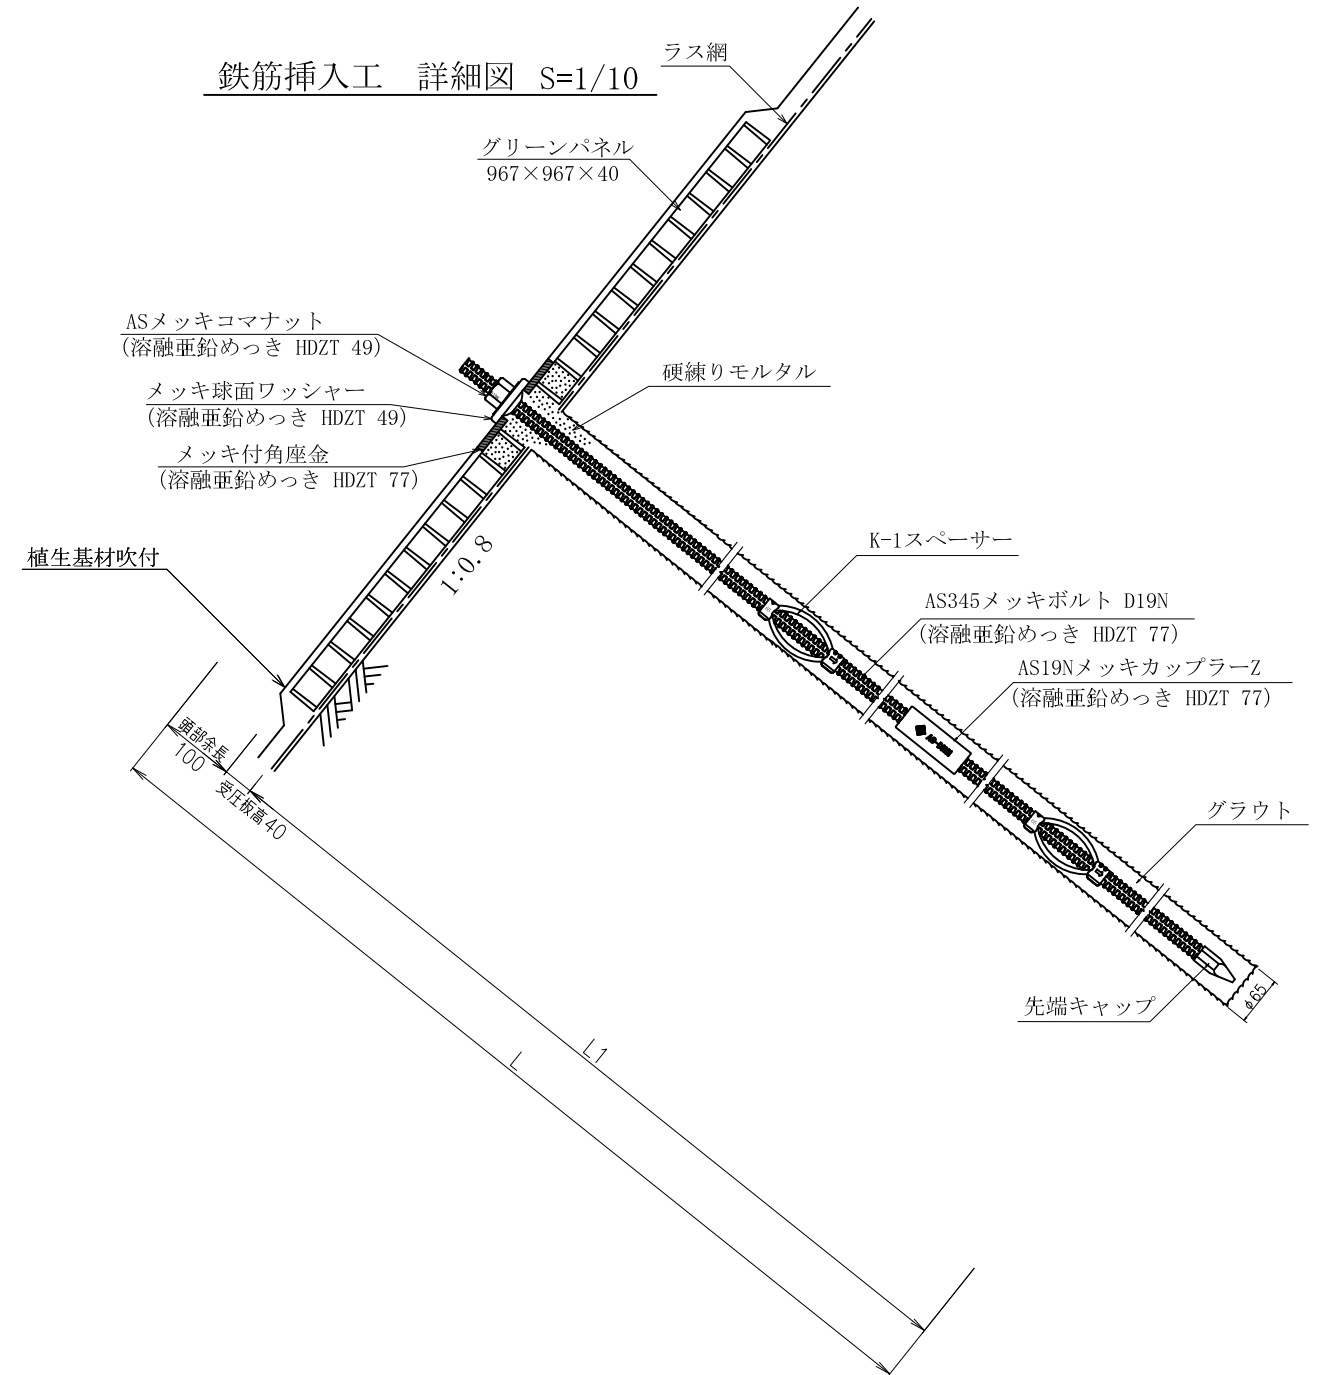 鉄筋挿入工　詳細図　S=1/10
ラス網
グリーンパネル
967×967×40
ASメッキコマナット
(溶融亜鉛めっき HDZT 49)
メッキ球面ワッシャー
(溶融亜鉛めっき HDZT 49)
メッキ付角座金
(溶融亜鉛めっき HDZT 77)
硬練りモルタル
植生基材吹付
1:0.8
K-1スペーサー
AS345メッキボルト D19N
(溶融亜鉛めっき HDZT 77)
AS19NメッキカップラーZ
(溶融亜鉛めっき HDZT 77)
頭部余長
100
受圧板高40
グラウト
先端キャップ
φ65
L1
L